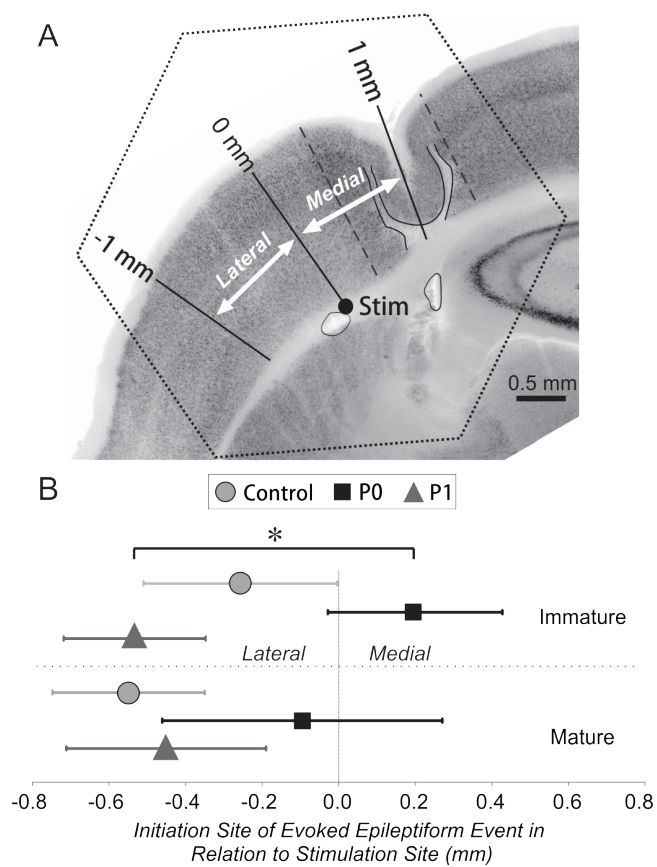 A
1 mm
0 mm
-1 mm
Medial
Lateral
Stim
0.5 mm
B
Control P0 P1
*
Immature
Lateral Medial
Mature
-0.8 -0.6 -0.4 -0.2 0.0 0.2 0.4 0.6 0.8
Initiation Site of Evoked Epileptiform Event in
Relation to Stimulation Site (mm)